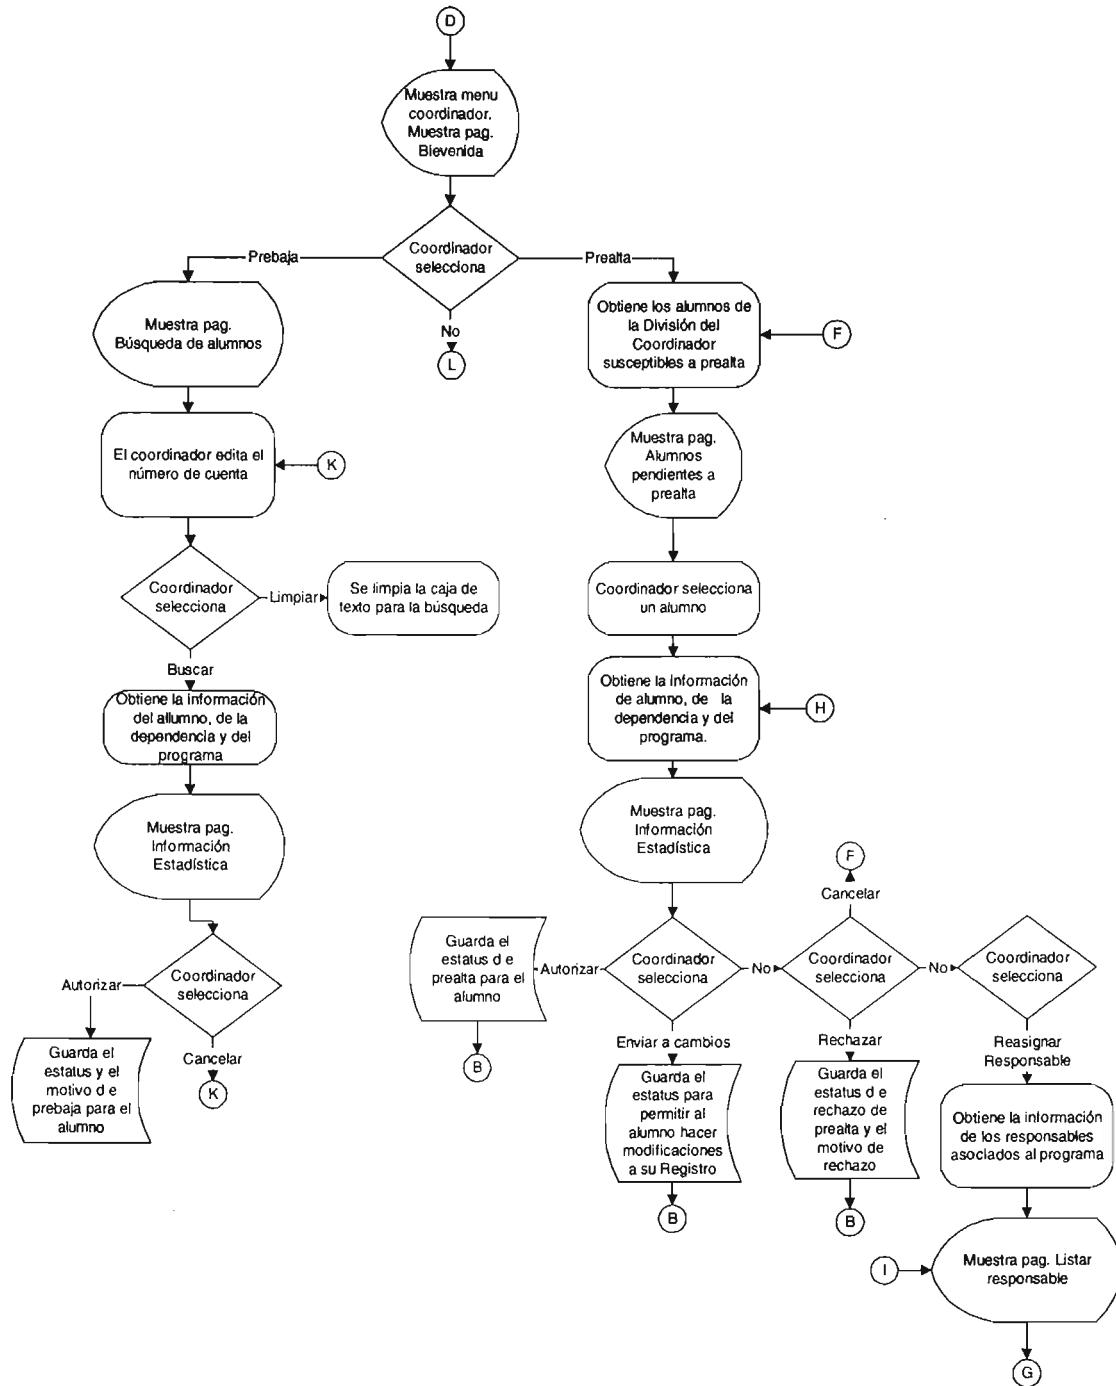 D
Muestra menu
coordinador.
Muestra pag.
Bievenida
Coordinador
selecciona
Prebaja
Prealta
No
L
Muestra pag.
Búsqueda de alumnos
El coordinador edita el
número de cuenta
K
Coordinador
selecciona
Limpiar
Se limpia la caja de
texto para la búsqueda
Buscar
Obtiene la información
del allumno, de la
dependencia y del
programa
Muestra pag.
Información
Estadística
Coordinador
selecciona
Autorizar
Guarda el
estatus y el
motivo d e
prebaja para el
alumno
Cancelar
K
Obtiene los alumnos de
la División del
Coordinador
susceptibles a prealta
F
Muestra pag.
Alumnos
pendientes a
prealta
Coordinador selecciona
un alumno
Obtiene la información
de alumno, de la
dependencia y del
programa.
H
Muestra pag.
Información
Estadística
Coordinador
selecciona
Autorizar
Guarda el
estatus d e
prealta para el
alumno
B
Enviar a cambios
Guarda el
estatus para
permitir al
alumno hacer
modificaciones
a su Registro
B
No
Coordinador
selecciona
Cancelar
F
Rechazar
Guarda el
estatus d e
rechazo de
prealta y el
motivo de
rechazo
B
No
Coordinador
selecciona
Reasignar
Responsable
Obtiene la información
de los responsables
asociados al programa
Muestra pag. Listar
responsable
I
G